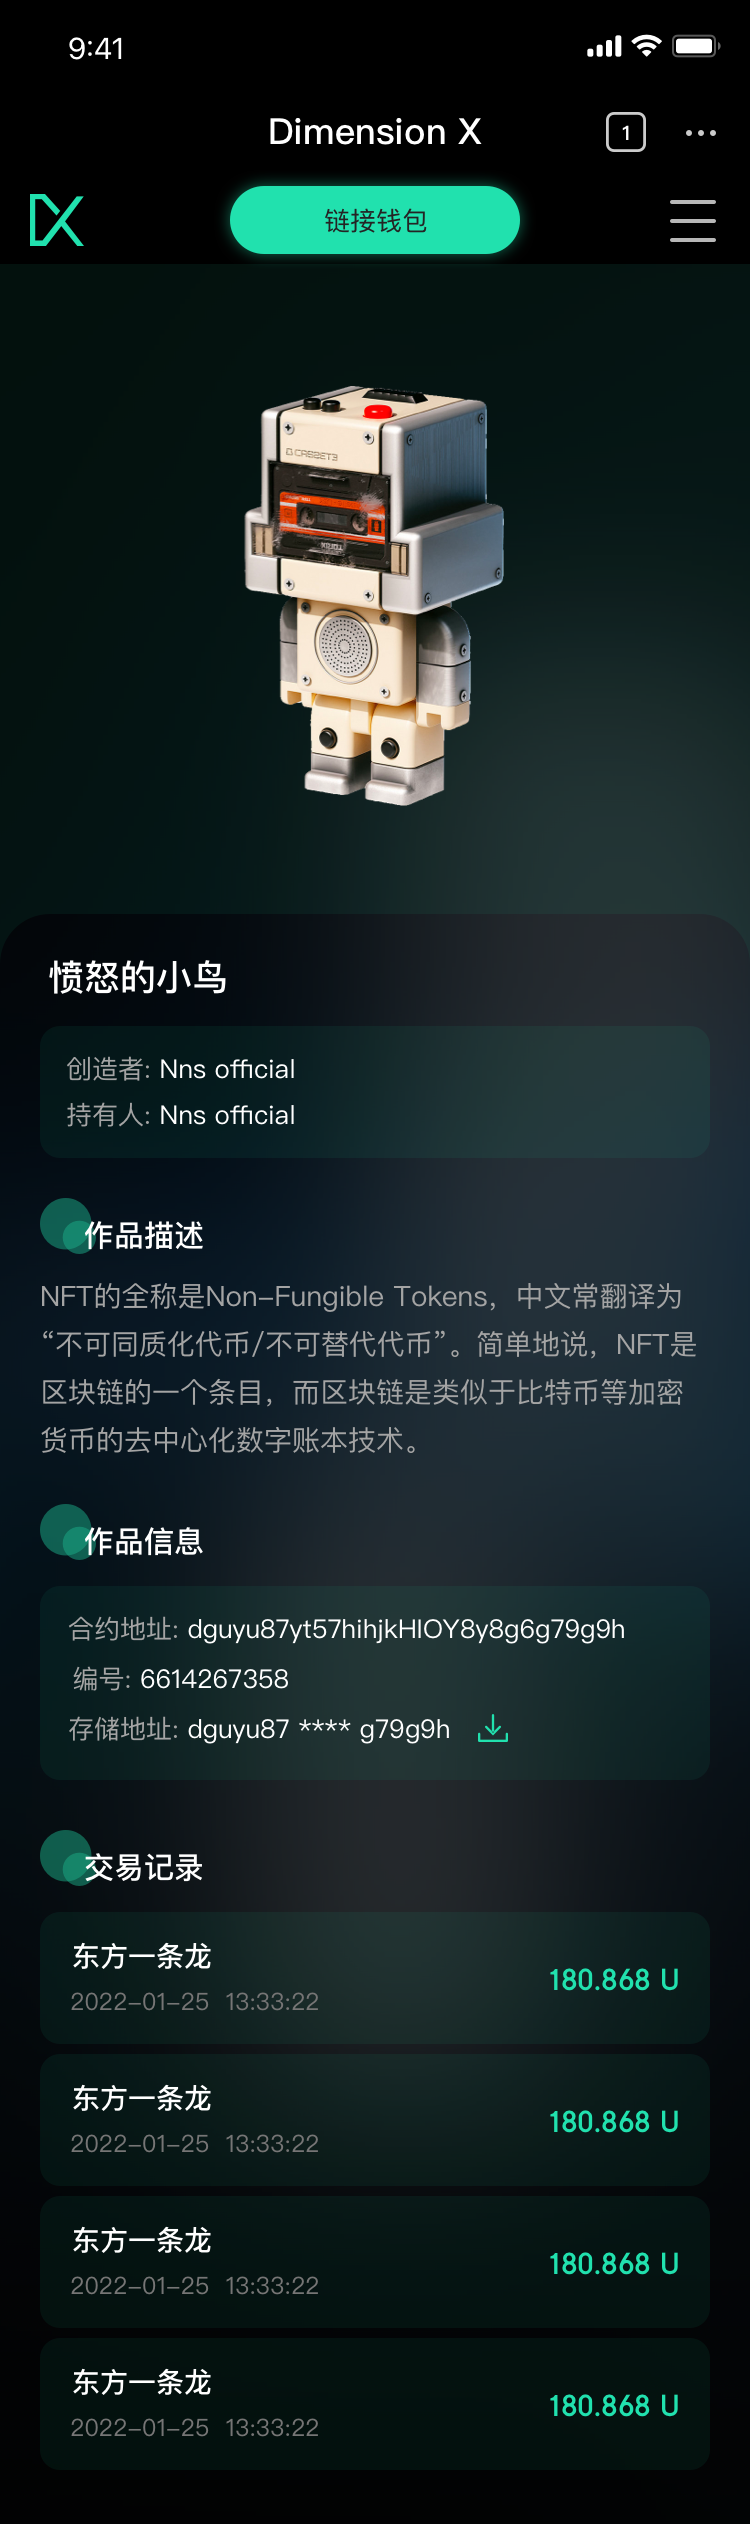 9:41
Dimension X
1
链接钱包
愤怒的小鸟
创造者: Nns official
持有人: Nns official
作品描述
NFT的全称是Non-Fungible Tokens，中文常翻译为
“不可同质化代币/不可替代代币”。简单地说，NFT是
区块链的一个条目，而区块链是类似于比特币等加密
货币的去中心化数字账本技术。
作品信息
合约地址: dguyu87yt57hihjkHIOY8y8g6g79g9h
编号: 6614267358
存储地址: dguyu87 **** g79g9h
交易记录
东方一条龙
2022-01-25 13:33:22
180.868 U
东方一条龙
2022-01-25 13:33:22
180.868 U
东方一条龙
2022-01-25 13:33:22
180.868 U
东方一条龙
2022-01-25 13:33:22
180.868 U